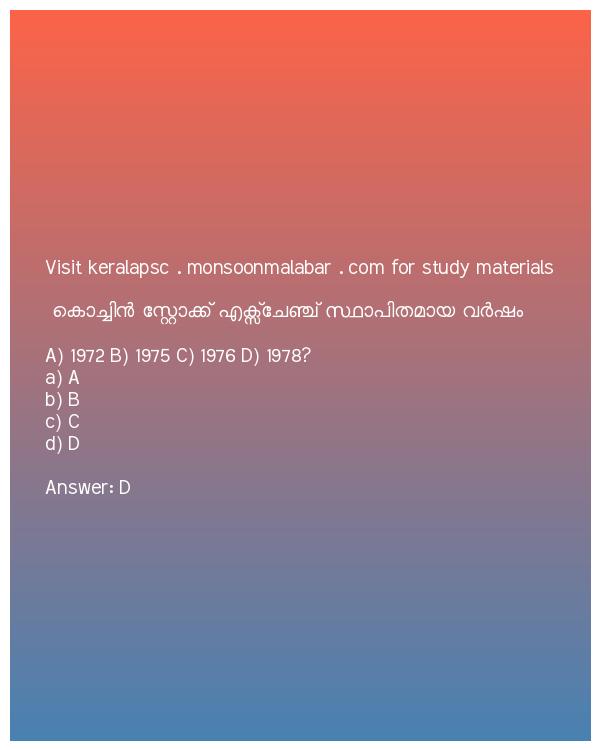 Visit keralapsc . monsoonmalabar . com for study materials
കൊച്ചിൻ സ്റ്റോക്ക് എക്സ്ചേഞ്ച് സ്ഥാപിതമായ വർഷം
A) 1972 B) 1975 C) 1976 D) 1978?
a) A
b) B
c) C
d) D
Answer: D